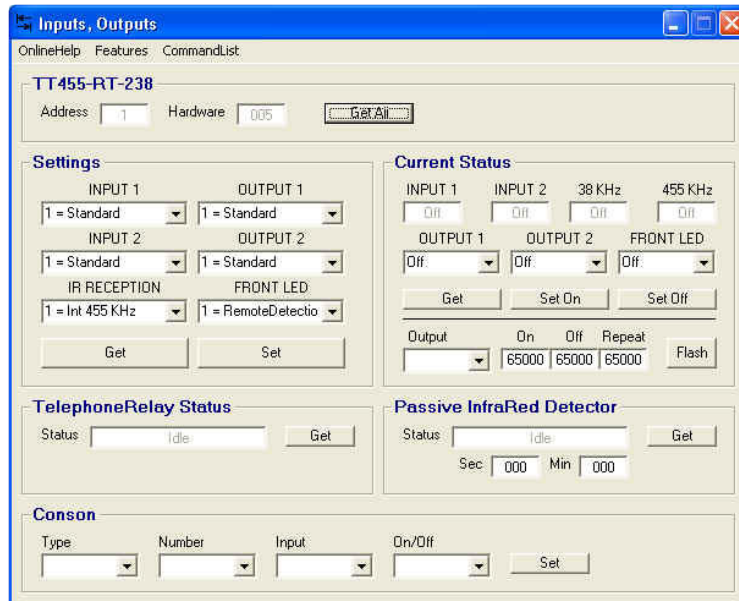 Inputs, Outputs
OnlineHelp Features CommandList
TT455-RT-238
Address 1 Hardware 005 Get All
Settings
INPUT 1 OUTPUT 1
1 = Standard 1 = Standard
INPUT 2 OUTPUT 2
1 = Standard 1 = Standard
IR RECEPTION FRONT LED
1 = Int 455 KHz 1 = RemoteDetectio
Get Set
Current Status
INPUT 1 INPUT 2 38 KHz 455 KHz
Off Off Off Off
OUTPUT 1 OUTPUT 2 FRONT LED
Off Off Off
Get Set On Set Off
Output On Off Repeat
65000 65000 65000 Flash
TelephoneRelay Status
Status Idle Get
Passive InfraRed Detector
Status Idle Get
Sec 000 Min 000
Conson
Type Number Input On/Off
Set